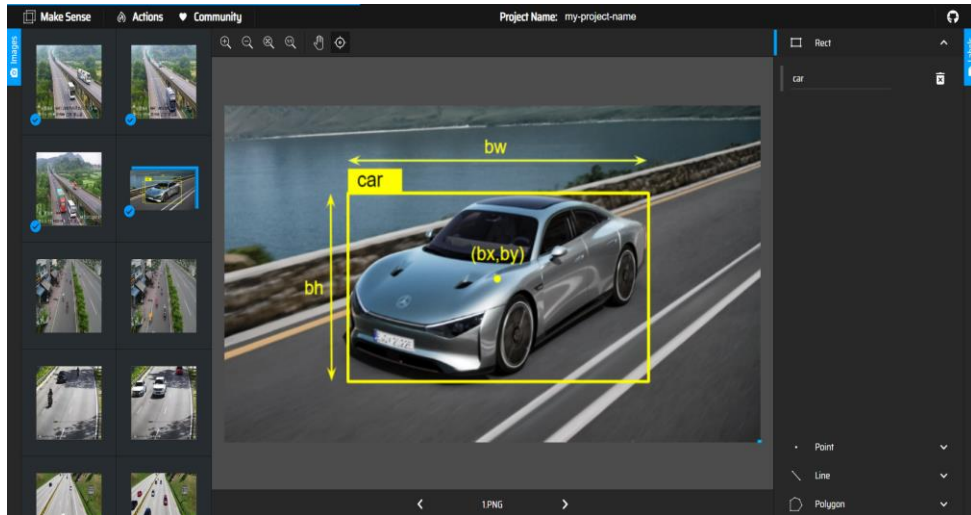 Make Sense Actions Community Project Name: my-project-name
Images
Rect
car
bw
car
(bx,by)
bh
Point
Line
1.PNG
Polygon